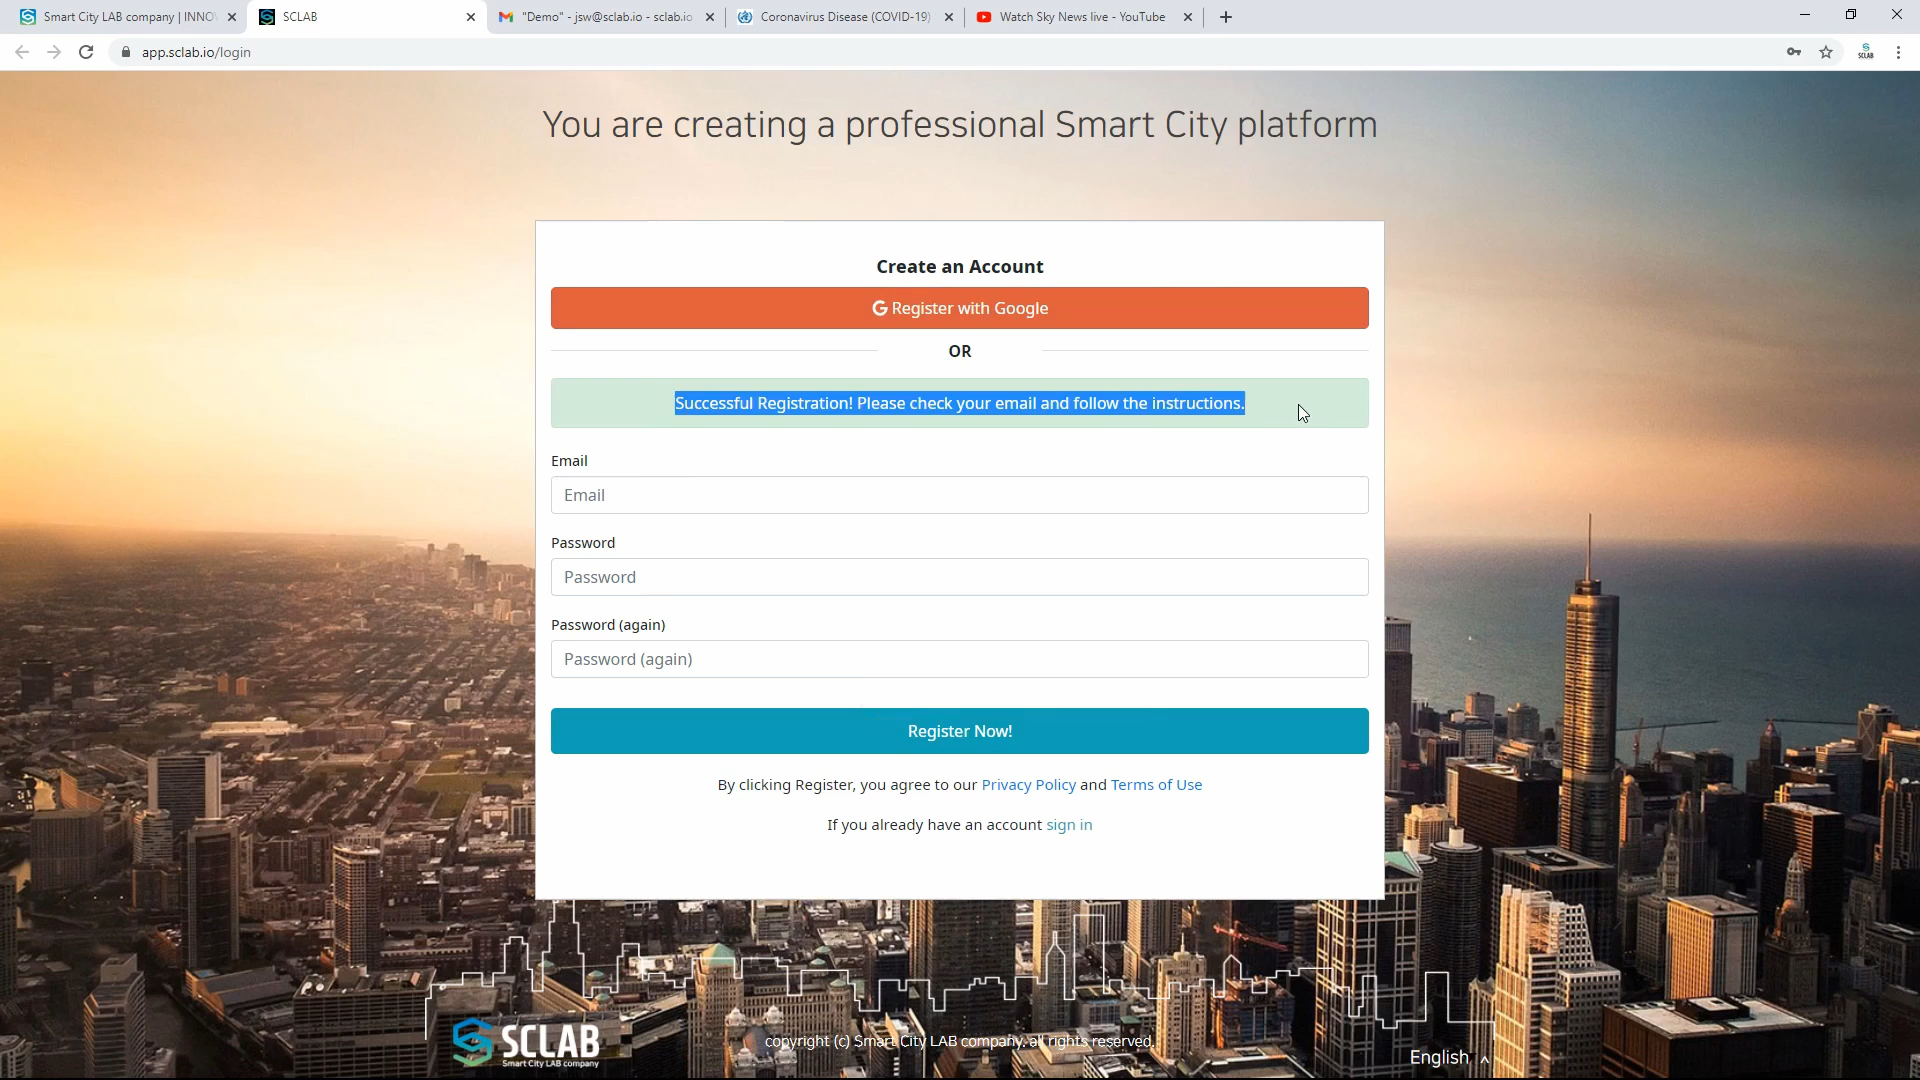 Smart City LAB company | INNO
SCLAB
"Demo" - jsw@sclab.io - sclab.io
Coronavirus Disease (COVID-19)
Watch Sky News live - YouTube
app.sclab.io/login
SCLAB
You are creating a professional Smart City platform
Create an Account
Register with Google
OR
Successful Registration! Please check your email and follow the instructions.
Email
Email
Password
Password
Password (again)
Password (again)
Register Now!
By clicking Register, you agree to our Privacy Policy and Terms of Use
If you already have an account sign in
SCLAB
Smart City LAB company
copyright (c) Smart City LAB company, all rights reserved.
English